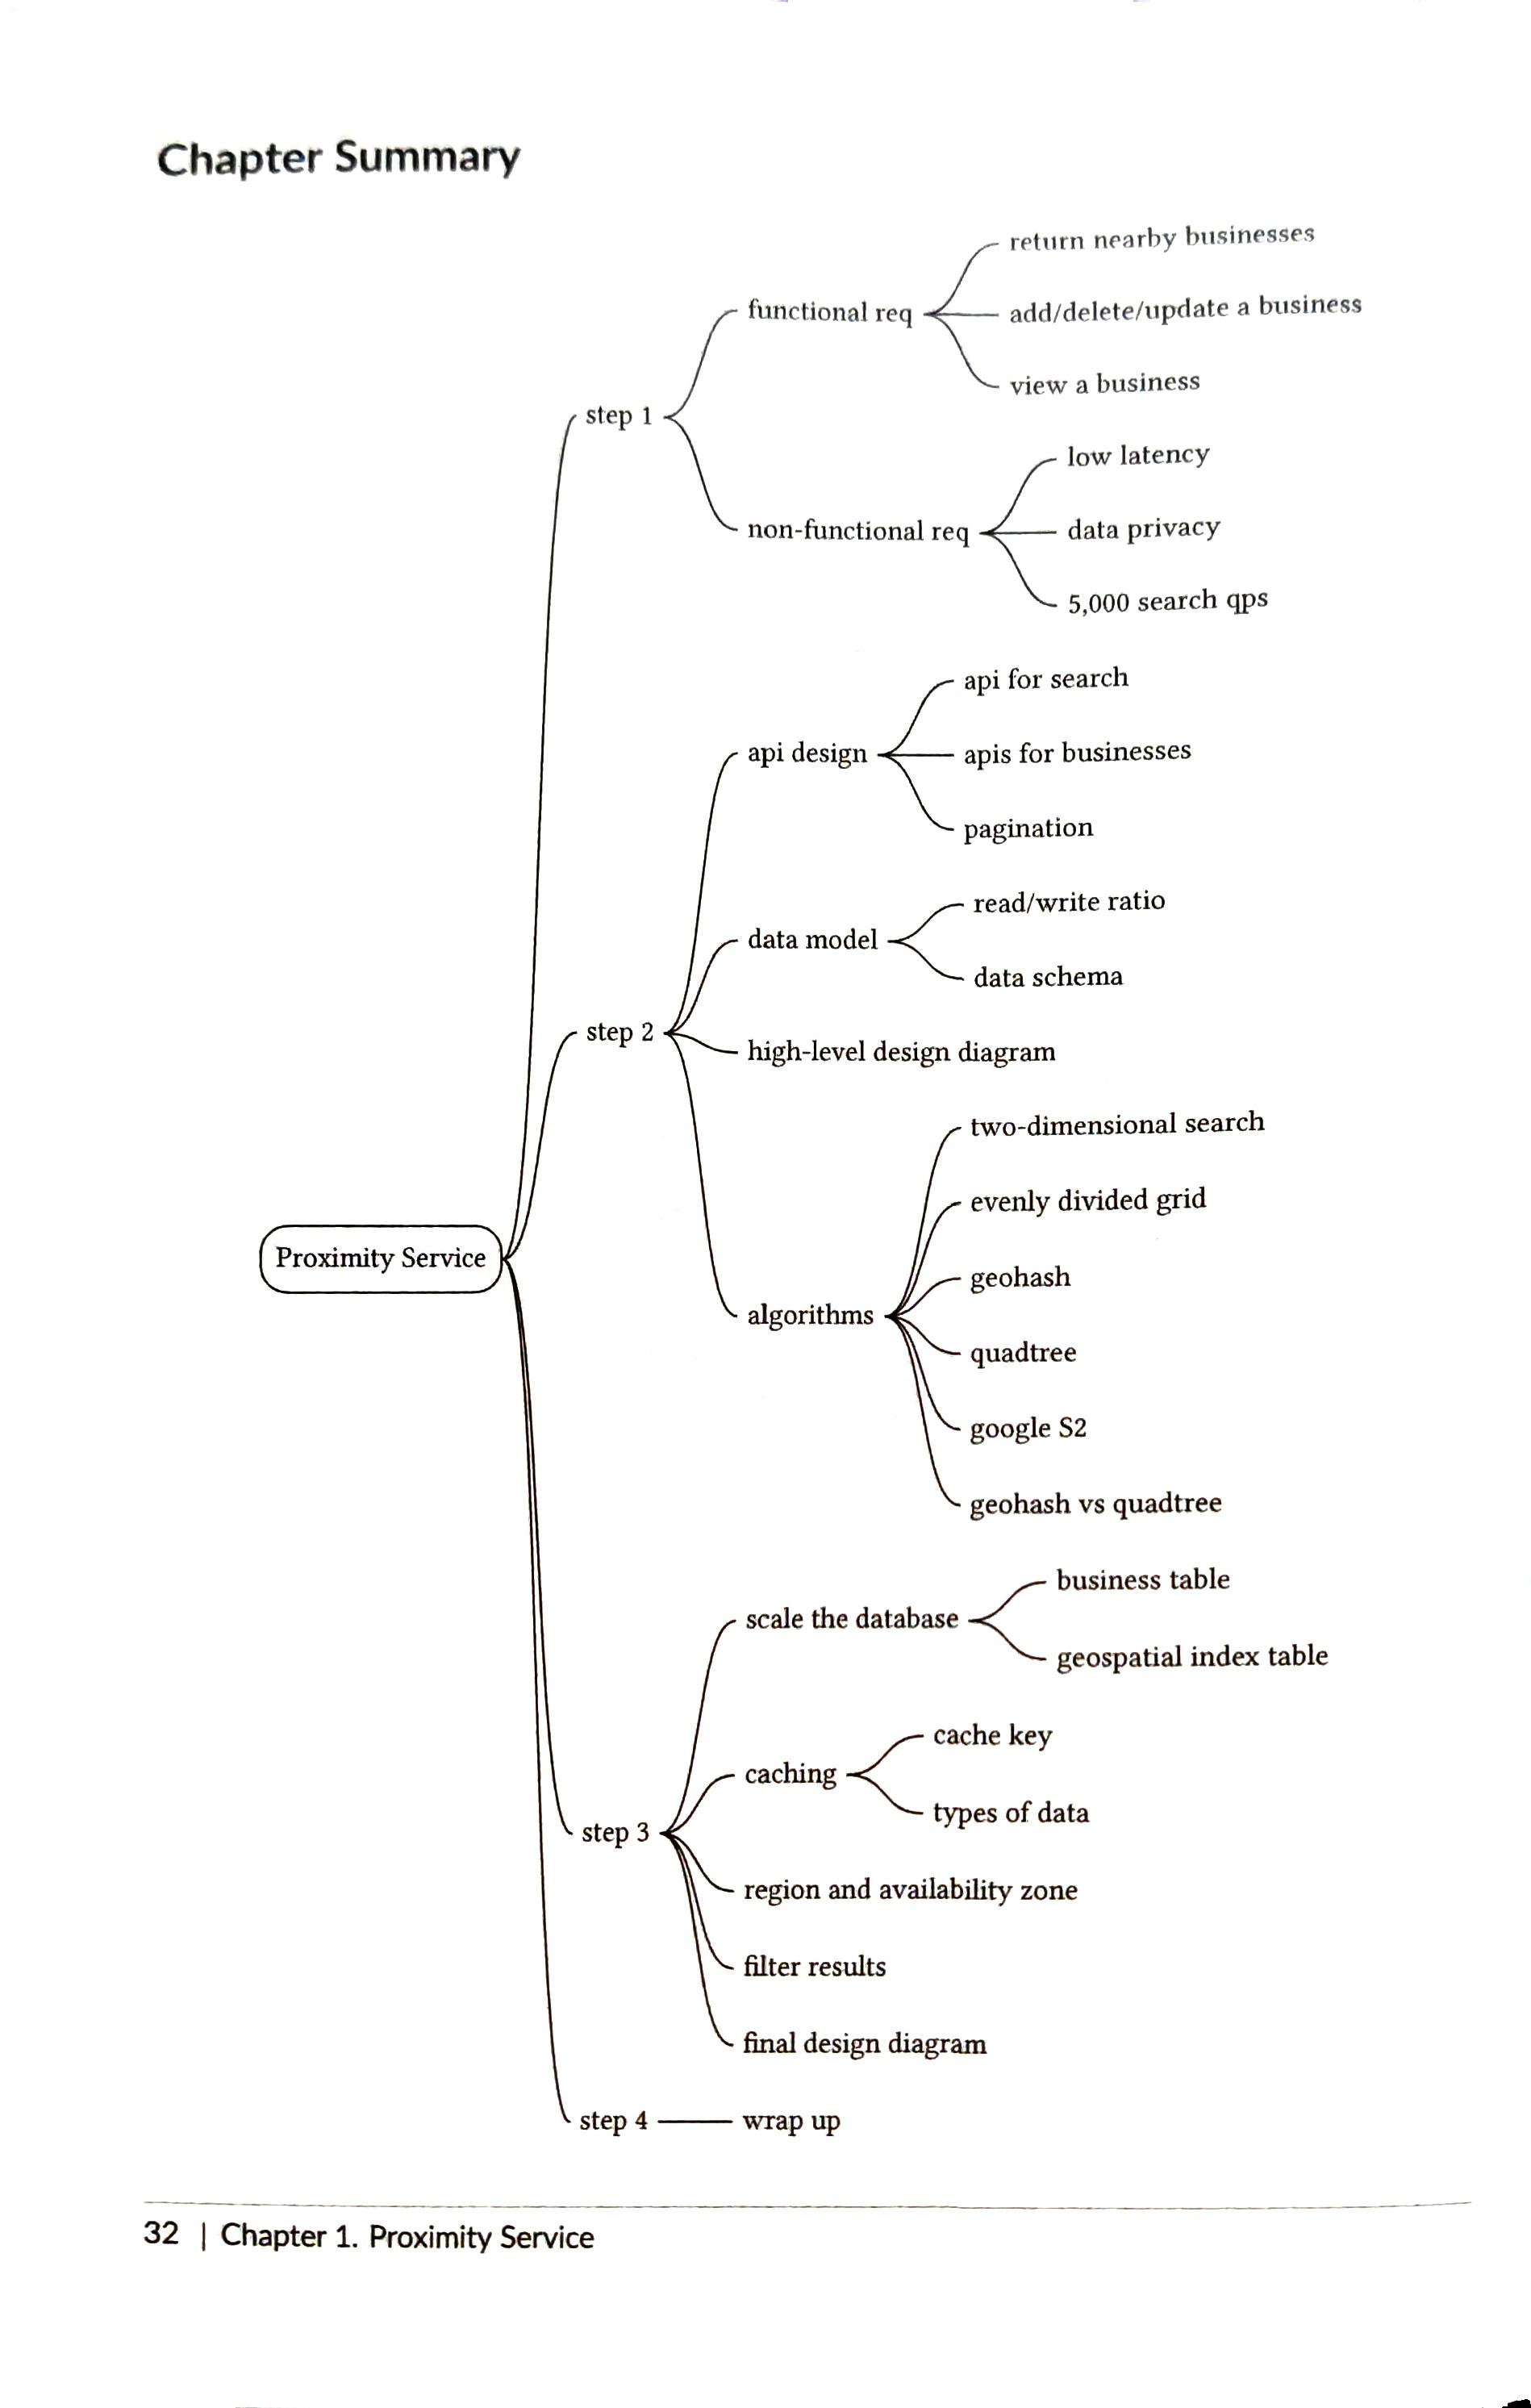 Chapter Summary
return nearby businesses
functional req
add/delete/update a business
view a business
step 1
low latency
non-functional req
data privacy
5,000 search qps
api for search
api design
apis for businesses
pagination
read/write ratio
data model
data schema
step 2
high-level design diagram
two-dimensional search
evenly divided grid
Proximity Service
geohash
algorithms
quadtree
google S2
geohash vs quadtree
business table
scale the database
geospatial index table
cache key
caching
types of data
step 3
region and availability zone
filter results
final design diagram
step 4
wrap up
32 | Chapter 1. Proximity Service